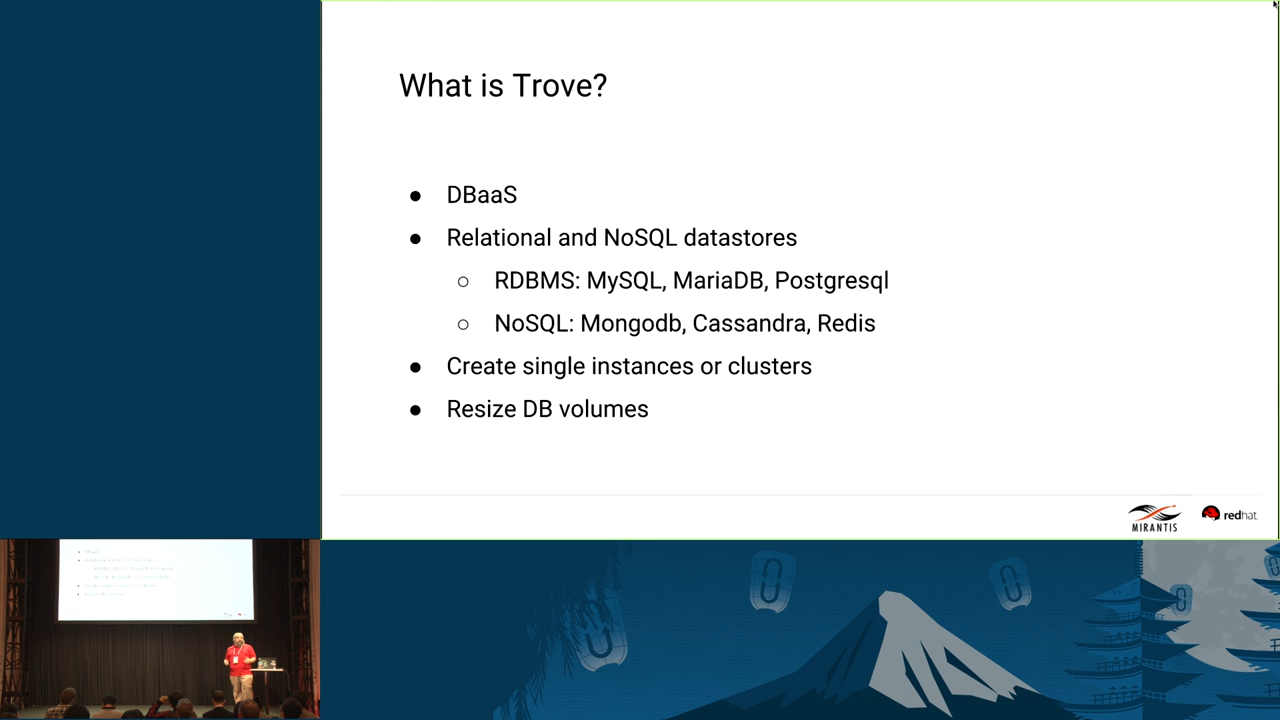 What is Trove?
● DBaaS
● Relational and NoSQL datastores
○ RDBMS: MySQL, MariaDB, Postgresql
○ NoSQL: Mongodb, Cassandra, Redis
● Create single instances or clusters
● Resize DB volumes
MIRANTIS
redhat.